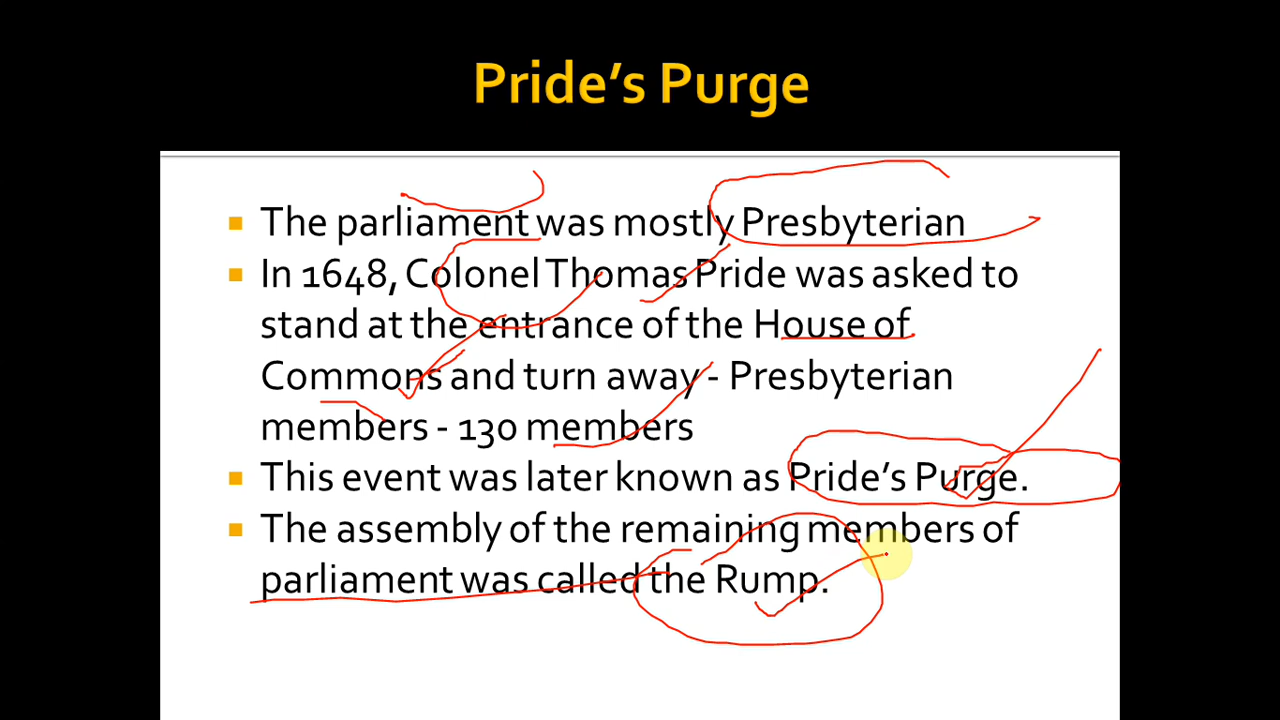 Pride’s Purge
▪ The parliament was mostly Presbyterian
▪ In 1648, Colonel Thomas Pride was asked to
stand at the entrance of the House of
Commons and turn away - Presbyterian
members - 130 members
▪ This event was later known as Pride’s Purge.
▪ The assembly of the remaining members of
parliament was called the Rump.